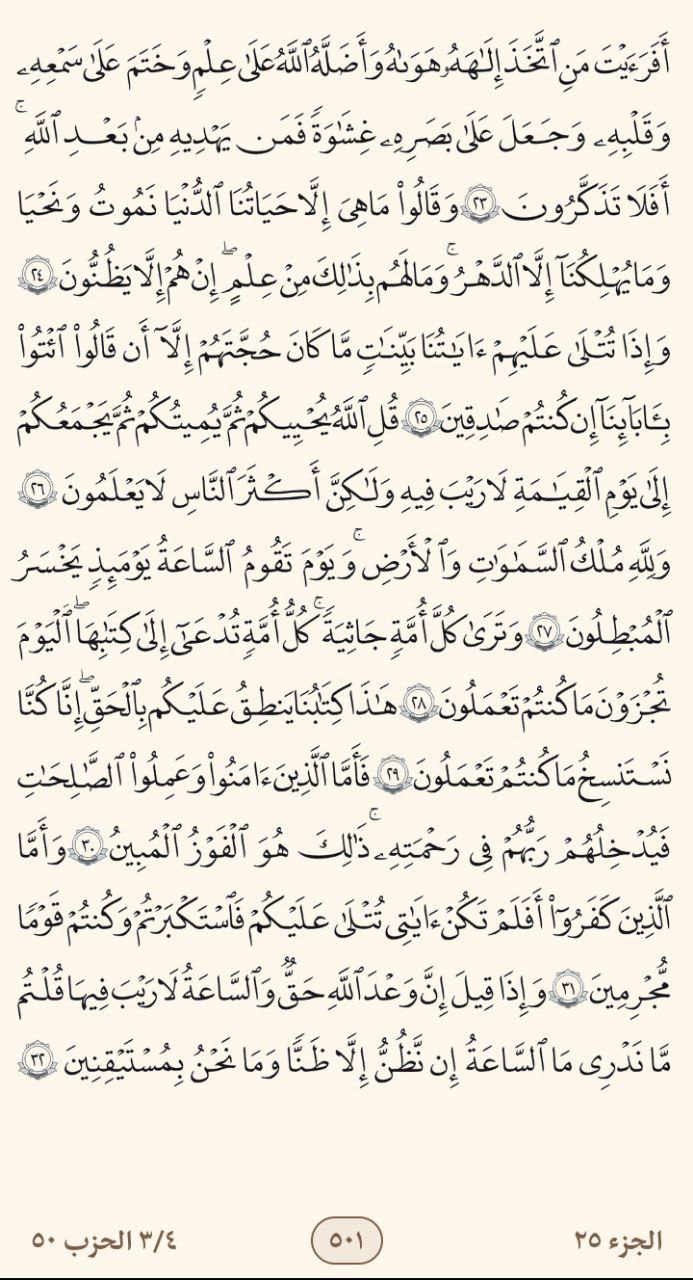 أَفَرَءَيْتَ مَنِ ٱتَّخَذَ إِلَٰهَهُۥ هَوَىٰهُ وَأَضَلَّهُ ٱللَّهُ عَلَىٰ عِلْمٍ وَخَتَمَ عَلَىٰ سَمْعِهِۦ
وَقَلْبِهِۦ وَجَعَلَ عَلَىٰ بَصَرِهِۦ غِشَٰوَةً فَمَن يَهْدِيهِ مِنۢ بَعْدِ ٱللَّهِ ۚ
أَفَلَا تَذَكَّرُونَ ٢٣ وَقَالُوا۟ مَا هِىَ إِلَّا حَيَاتُنَا ٱلدُّنْيَا نَمُوتُ وَنَحْيَا
وَمَا يُهْلِكُنَآ إِلَّا ٱلدَّهْرُ ۚ وَمَا لَهُم بِذَٰلِكَ مِنْ عِلْمٍ ۖ إِنْ هُمْ إِلَّا يَظُنُّونَ ٢٤
وَإِذَا تُتْلَىٰ عَلَيْهِمْ ءَايَٰتُنَا بَيِّنَٰتٍ مَّا كَانَ حُجَّتَهُمْ إِلَّآ أَن قَالُوا۟ ٱئْتُوا۟
بِـَٔابَآئِنَآ إِن كُنتُمْ صَٰدِقِينَ ٢٥ قُلِ ٱللَّهُ يُحْيِيكُمْ ثُمَّ يُمِيتُكُمْ ثُمَّ يَجْمَعُكُمْ
إِلَىٰ يَوْمِ ٱلْقِيَٰمَةِ لَا رَيْبَ فِيهِ وَلَٰكِنَّ أَكْثَرَ ٱلنَّاسِ لَا يَعْلَمُونَ ٢٦
وَلِلَّهِ مُلْكُ ٱلسَّمَٰوَٰتِ وَٱلْأَرْضِ ۚ وَيَوْمَ تَقُومُ ٱلسَّاعَةُ يَوْمَئِذٍ يَخْسَرُ
ٱلْمُبْطِلُونَ ٢٧ وَتَرَىٰ كُلَّ أُمَّةٍ جَاثِيَةً ۚ كُلُّ أُمَّةٍ تُدْعَىٰٓ إِلَىٰ كِتَٰبِهَا ۖ ٱلْيَوْمَ
تُجْزَوْنَ مَا كُنتُمْ تَعْمَلُونَ ٢٨ هَٰذَا كِتَٰبُنَا يَنطِقُ عَلَيْكُم بِٱلْحَقِّ ۖ إِنَّا كُنَّا
نَسْتَنسِخُ مَا كُنتُمْ تَعْمَلُونَ ٢٩ فَأَمَّا ٱلَّذِينَ ءَامَنُوا۟ وَعَمِلُوا۟ ٱلصَّٰلِحَٰتِ
فَيُدْخِلُهُمْ رَبُّهُمْ فِى رَحْمَتِهِۦ ۚ ذَٰلِكَ هُوَ ٱلْفَوْزُ ٱلْمُبِينُ ٣٠ وَأَمَّا
ٱلَّذِينَ كَفَرُوٓا۟ أَفَلَمْ تَكُنْ ءَايَٰتِى تُتْلَىٰ عَلَيْكُمْ فَٱسْتَكْبَرْتُمْ وَكُنتُمْ قَوْمًا
مُّجْرِمِينَ ٣١ وَإِذَا قِيلَ إِنَّ وَعْدَ ٱللَّهِ حَقٌّ وَٱلسَّاعَةُ لَا رَيْبَ فِيهَا قُلْتُم
مَّا نَدْرِى مَا ٱلسَّاعَةُ إِن نَّظُنُّ إِلَّا ظَنًّا وَمَا نَحْنُ بِمُسْتَيْقِنِينَ ٣٢
الجزء ٢٥
٥٠١
٣/٤ الحزب ٥٠